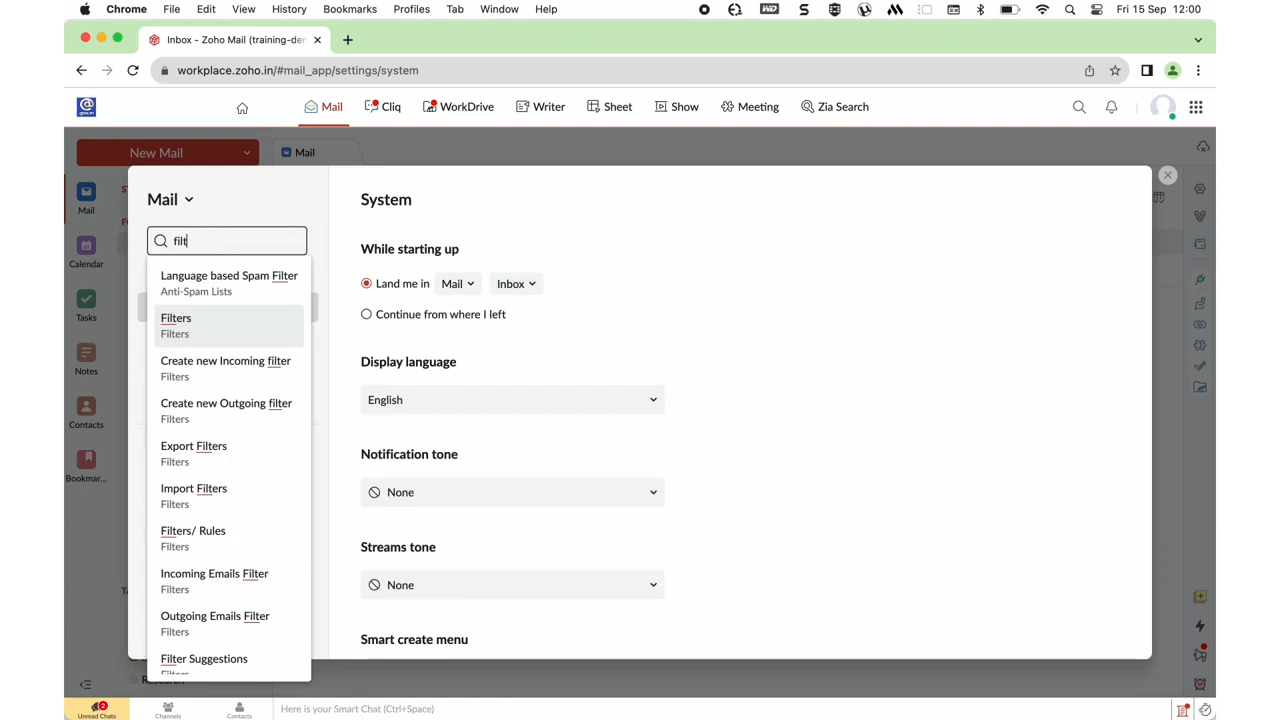 Chrome File Edit View History Bookmarks Profiles Tab Window Help WD Fri 15 Sep 12:00
Inbox - Zoho Mail (training-de
workplace.zoho.in/#mail_app/settings/system
@ gov.in Mail Cliq WorkDrive Writer Sheet Show Meeting Zia Search
New Mail Mail
Mail
Calendar
Tasks
Notes
Contacts
Bookmar...
Mail
filt
Language based Spam Filter
Anti-Spam Lists
Filters
Filters
Create new Incoming filter
Filters
Create new Outgoing filter
Filters
Export Filters
Filters
Import Filters
Filters
Filters/ Rules
Filters
Incoming Emails Filter
Filters
Outgoing Emails Filter
Filters
Filter Suggestions
Filters
System
While starting up
Land me in Mail Inbox
Continue from where I left
Display language
English
Notification tone
None
Streams tone
None
Smart create menu
Research
2
Unread Chats Channels Contacts Here is your Smart Chat (Ctrl+Space)